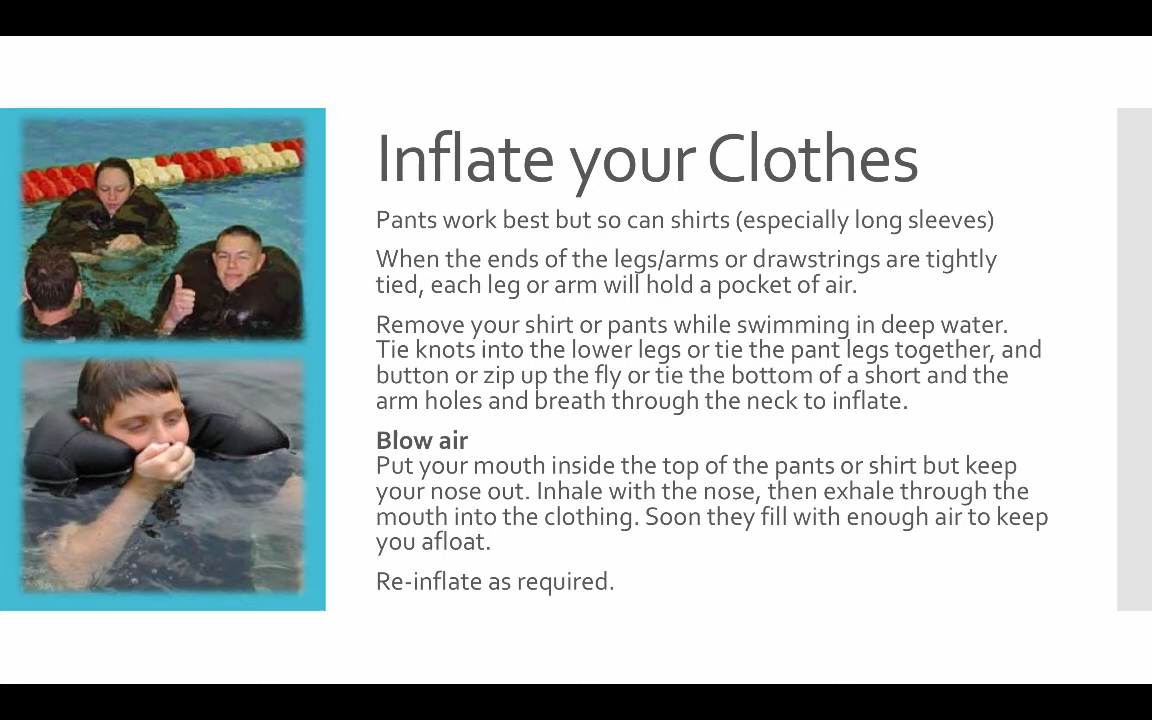 Inflate your Clothes
Pants work best but so can shirts (especially long sleeves)
When the ends of the legs/arms or drawstrings are tightly
tied, each leg or arm will hold a pocket of air.
Remove your shirt or pants while swimming in deep water.
Tie knots into the lower legs or tie the pant legs together, and
button or zip up the fly or tie the bottom of a short and the
arm holes and breath through the neck to inflate.
Blow air
Put your mouth inside the top of the pants or shirt but keep
your nose out. Inhale with the nose, then exhale through the
mouth into the clothing. Soon they fill with enough air to keep
you afloat.
Re-inflate as required.